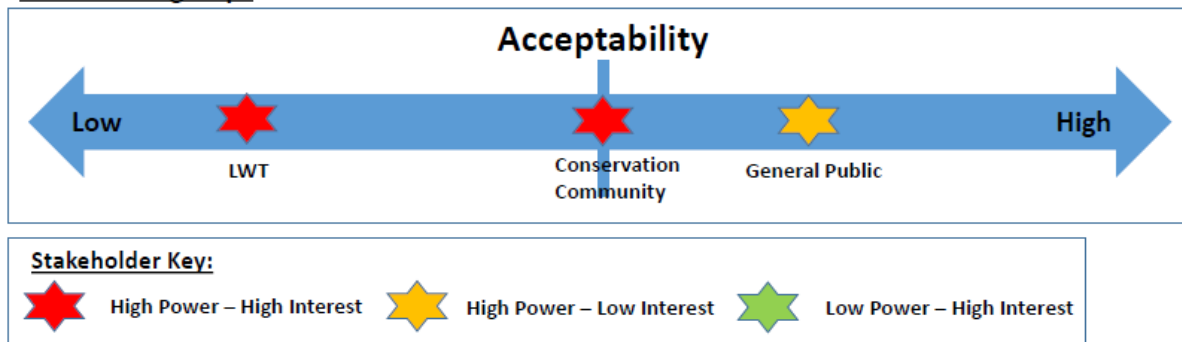 Acceptability
Low
High
LWT
Conservation
Community
General Public
Stakeholder Key:
High Power – High Interest
High Power – Low Interest
Low Power – High Interest